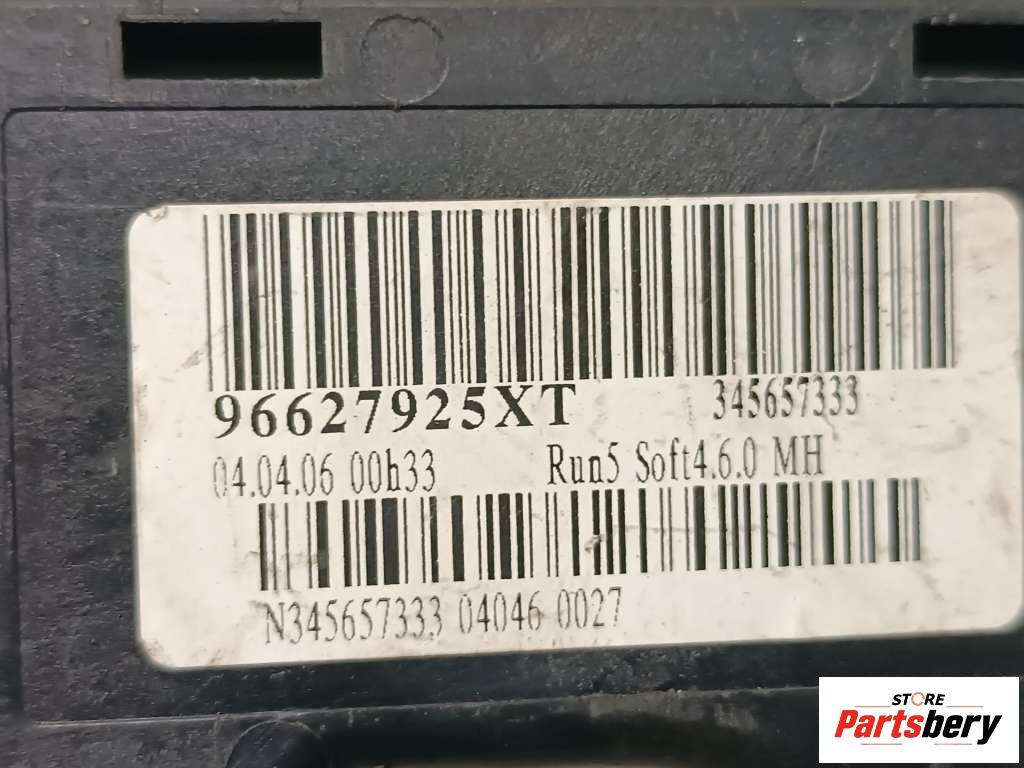 96627925XT 345657333
04.04.06 00h33 Run5 Soft4.6.0 MH
N345657333 04046 0027
STORE
Partsbery